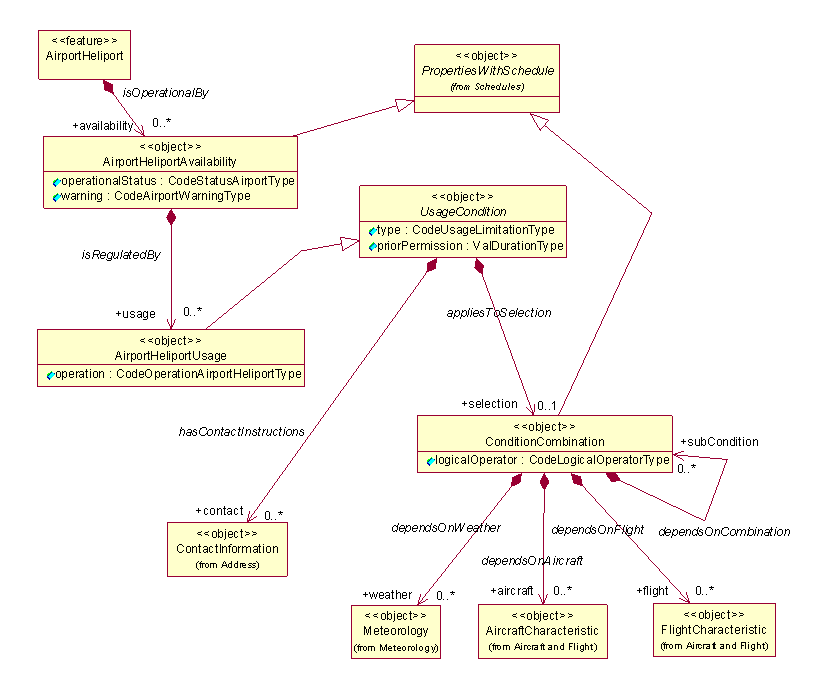 <<feature>>
AirportHeliport
isOperationalBy
+availability
0..*
<<object>>
PropertiesWithSchedule
(from Schedules)
<<object>>
AirportHeliportAvailability
operationalStatus : CodeStatusAirportType
warning : CodeAirportWarningType
<<object>>
UsageCondition
type : CodeUsageLimitationType
priorPermission : ValDurationType
isRegulatedBy
+usage
0..*
appliesToSelection
<<object>>
AirportHeliportUsage
operation : CodeOperationAirportHeliportType
+selection
0..1
hasContactInstructions
<<object>>
ConditionCombination
logicalOperator : CodeLogicalOperatorType
+subCondition
0..*
+contact
0..*
dependsOnWeather
dependsOnFlight
dependsOnCombination
<<object>>
ContactInformation
(from Address)
dependsOnAircraft
+weather
0..*
+aircraft
0..*
+flight
0..*
<<object>>
Meteorology
(from Meteorology)
<<object>>
AircraftCharacteristic
(from Aircraft and Flight)
<<object>>
FlightCharacteristic
(from Aircraft and Flight)